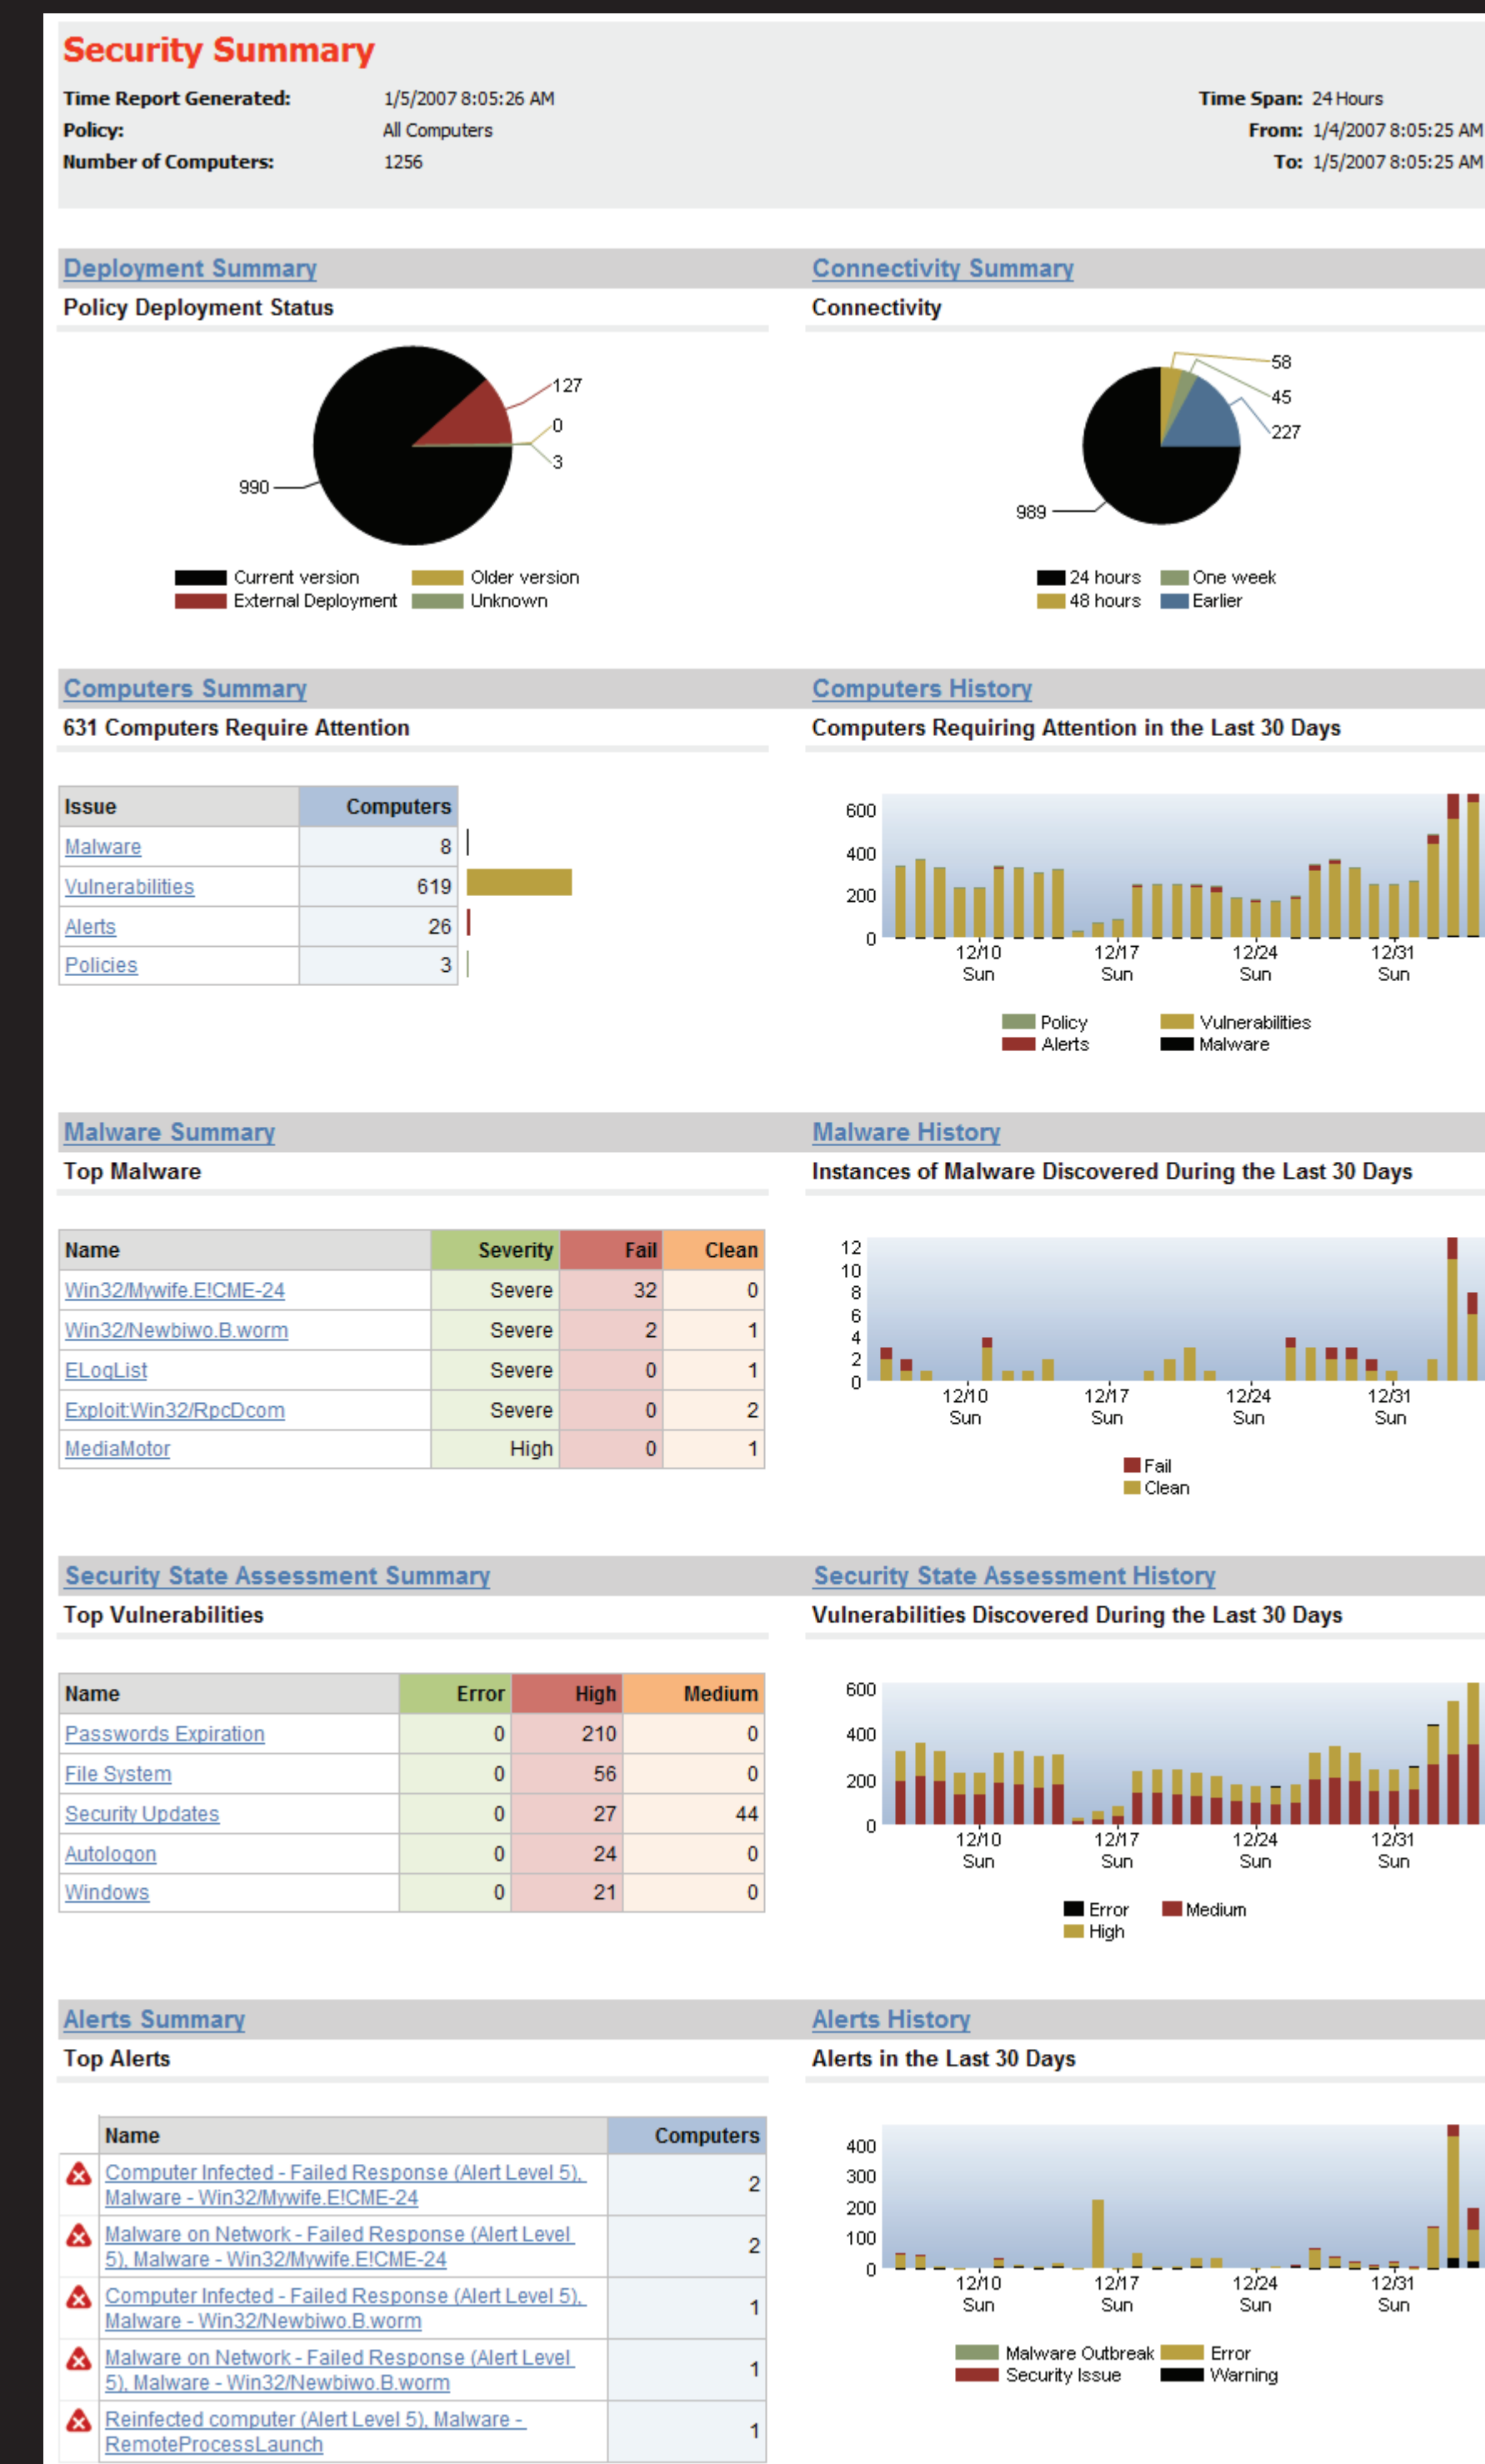 Security Summary
Time Report Generated: 1/5/2007 8:05:26 AM
Policy: All Computers
Number of Computers: 1256
Time Span: 24 Hours
From: 1/4/2007 8:05:25 AM
To: 1/5/2007 8:05:25 AM
Deployment Summary
Policy Deployment Status
127
0
3
990
Current version Older version
External Deployment Unknown
Connectivity Summary
Connectivity
58
45
227
989
24 hours One week
48 hours Earlier
Computers Summary
631 Computers Require Attention
Issue Computers
Malware 8
Vulnerabilities 619
Alerts 26
Policies 3
Computers History
Computers Requiring Attention in the Last 30 Days
600
400
200
0
12/10 12/17 12/24 12/31
Sun Sun Sun Sun
Policy Vulnerabilities
Alerts Malware
Malware Summary
Top Malware
Name Severity Fail Clean
Win32/Mywife.E!CME-24 Severe 32 0
Win32/Newbiwo.B.worm Severe 2 1
ELogList Severe 0 1
Exploit:Win32/RpcDcom Severe 0 2
MediaMotor High 0 1
Malware History
Instances of Malware Discovered During the Last 30 Days
12
10
8
6
4
2
0
12/10 12/17 12/24 12/31
Sun Sun Sun Sun
Fail
Clean
Security State Assessment Summary
Top Vulnerabilities
Name Error High Medium
Passwords Expiration 0 210 0
File System 0 56 0
Security Updates 0 27 44
Autologon 0 24 0
Windows 0 21 0
Security State Assessment History
Vulnerabilities Discovered During the Last 30 Days
600
400
200
0
12/10 12/17 12/24 12/31
Sun Sun Sun Sun
Error Medium
High
Alerts Summary
Top Alerts
Name Computers
Computer Infected - Failed Response (Alert Level 5),
Malware - Win32/Mywife.E!CME-24 2
Malware on Network - Failed Response (Alert Level
5), Malware - Win32/Mywife.E!CME-24 2
Computer Infected - Failed Response (Alert Level 5),
Malware - Win32/Newbiwo.B.worm 1
Malware on Network - Failed Response (Alert Level
5), Malware - Win32/Newbiwo.B.worm 1
Reinfected computer (Alert Level 5), Malware -
RemoteProcessLaunch 1
Alerts History
Alerts in the Last 30 Days
400
300
200
100
0
12/10 12/17 12/24 12/31
Sun Sun Sun Sun
Malware Outbreak Error
Security Issue Warning